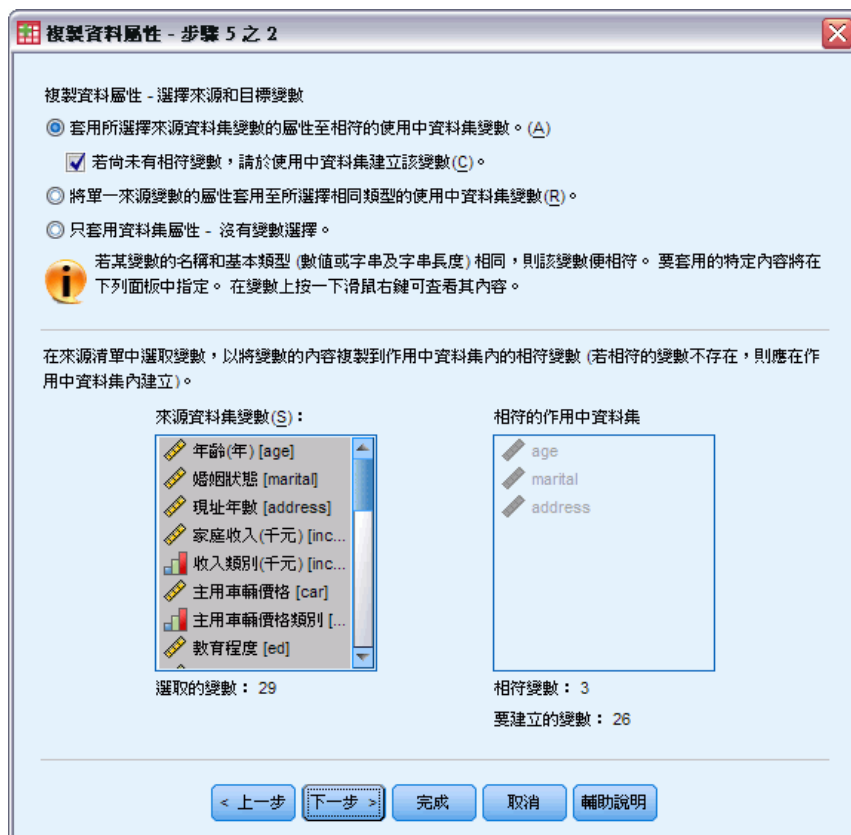 複製資料屬性 - 步驟 5 之 2
複製資料屬性 - 選擇來源和目標變數
套用所選擇來源資料集變數的屬性至相符的使用中資料集變數。(A)
若尚未有相符變數，請於使用中資料集建立該變數(C)。
將單一來源變數的屬性套用至所選擇相同類型的使用中資料集變數(R)。
只套用資料集屬性 - 沒有變數選擇。
若某變數的名稱和基本類型 (數值或字串及字串長度) 相同，則該變數便相符。 要套用的特定內容將在
下列面板中指定。 在變數上按一下滑鼠右鍵可查看其內容。
在來源清單中選取變數，以將變數的內容複製到作用中資料集內的相符變數 (若相符的變數不存在，則應在作
用中資料集內建立)。
來源資料集變數(S)：
年齡(年) [age]
婚姻狀態 [marital]
現址年數 [address]
家庭收入(千元) [inc...
收入類別(千元) [inc...
主用車輛價格 [car]
主用車輛價格類別 [...
教育程度 [ed]
選取的變數： 29
相符的作用中資料集
age
marital
address
相符變數： 3
要建立的變數： 26
< 上一步 下一步 > 完成 取消 輔助說明